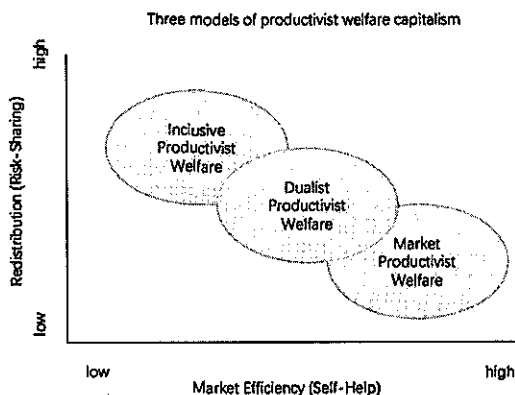 Three models of productivist welfare capitalism
high
Redistribution (Risk-Sharing)
low
Inclusive
Productivist
Welfare
Dualist
Productivist
Welfare
Market
Productivist
Welfare
low
high
Market Efficiency (Self-Help)